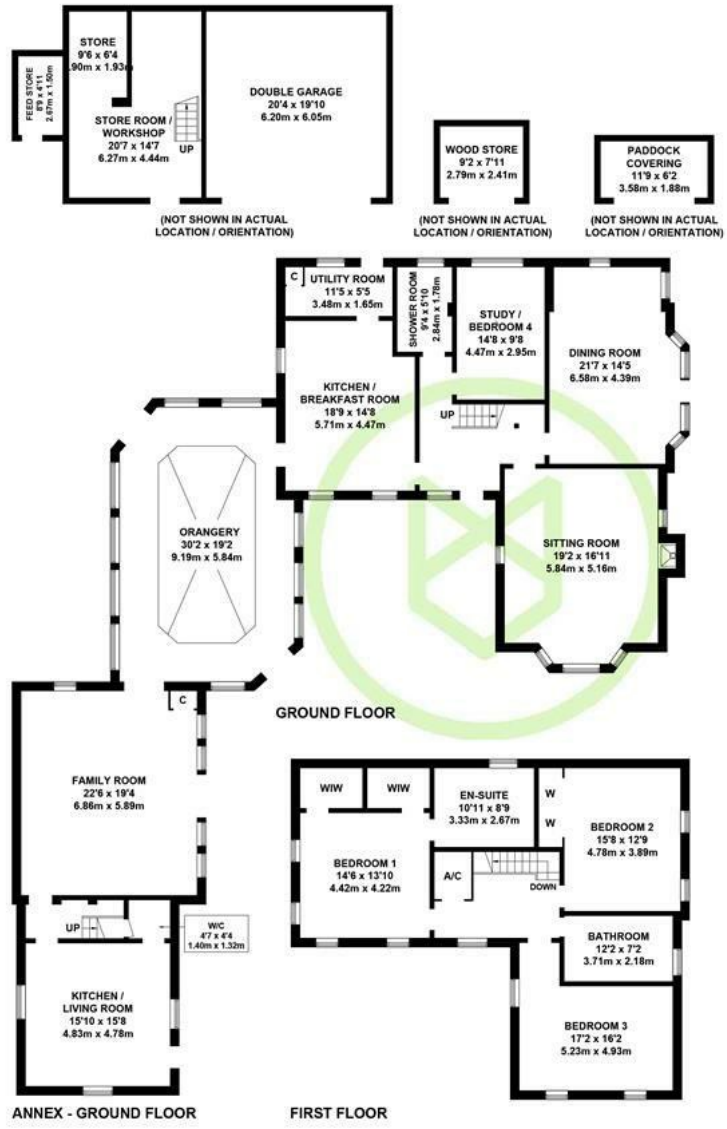 STORE
9'6 x 6'4
.90m x 1.93m
FEED STORE
8'9 x 4'11
2.67m x 1.50m
STORE ROOM /
WORKSHOP
20'7 x 14'7
6.27m x 4.44m
UP
DOUBLE GARAGE
20'4 x 19'10
6.20m x 6.05m
(NOT SHOWN IN ACTUAL
LOCATION / ORIENTATION)
WOOD STORE
9'2 x 7'11
2.79m x 2.41m
(NOT SHOWN IN ACTUAL
LOCATION / ORIENTATION)
PADDOCK
COVERING
11'9 x 6'2
3.58m x 1.88m
(NOT SHOWN IN ACTUAL
LOCATION / ORIENTATION)
C
UTILITY ROOM
11'5 x 5'5
3.48m x 1.65m
SHOWER ROOM
9'4 x 5'10
2.84m x 1.78m
STUDY /
BEDROOM 4
14'8 x 9'8
4.47m x 2.95m
DINING ROOM
21'7 x 14'5
6.58m x 4.39m
KITCHEN /
BREAKFAST ROOM
18'9 x 14'8
5.71m x 4.47m
UP
ORANGERY
30'2 x 19'2
9.19m x 5.84m
SITTING ROOM
19'2 x 16'11
5.84m x 5.16m
GROUND FLOOR
C
FAMILY ROOM
22'6 x 19'4
6.86m x 5.89m
UP
W/C
4'7 x 4'4
1.40m x 1.32m
KITCHEN /
LIVING ROOM
15'10 x 15'8
4.83m x 4.78m
ANNEX - GROUND FLOOR
WIW
WIW
EN-SUITE
10'11 x 8'9
3.33m x 2.67m
W
W
BEDROOM 2
15'8 x 12'9
4.78m x 3.89m
BEDROOM 1
14'6 x 13'10
4.42m x 4.22m
A/C
DOWN
BATHROOM
12'2 x 7'2
3.71m x 2.18m
BEDROOM 3
17'2 x 16'2
5.23m x 4.93m
FIRST FLOOR